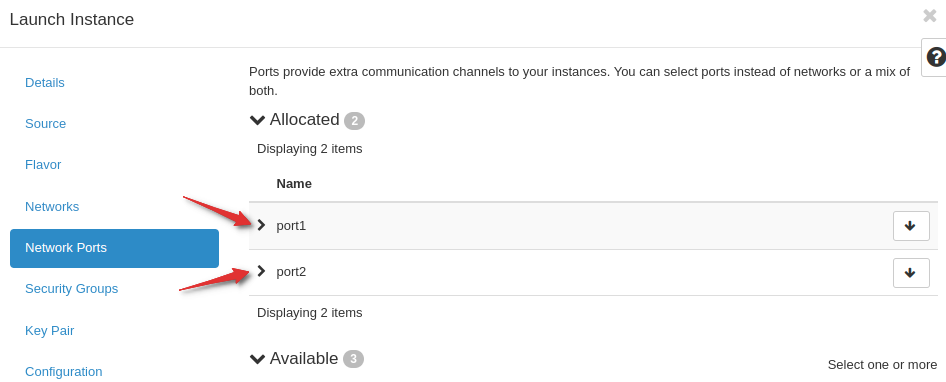 Launch Instance
Details
Source
Flavor
Networks
Network Ports
Security Groups
Key Pair
Configuration
Ports provide extra communication channels to your instances. You can select ports instead of networks or a mix of
both.
Allocated 2
Displaying 2 items
Name
port1
port2
Displaying 2 items
Available 3
Select one or more